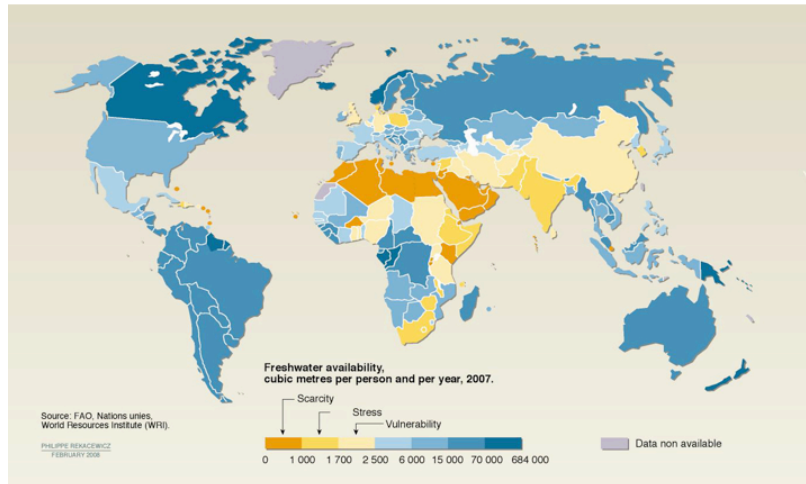 Freshwater availability,
cubic metres per person and per year, 2007.
Scarcity
Stress
Vulnerability
0 1 000 1 700 2 500 6 000 15 000 70 000 684 000
Data non available
Source: FAO, Nations unies,
World Resources Institute (WRI).
PHILIPPE REKACEWICZ
FEBRUARY 2008